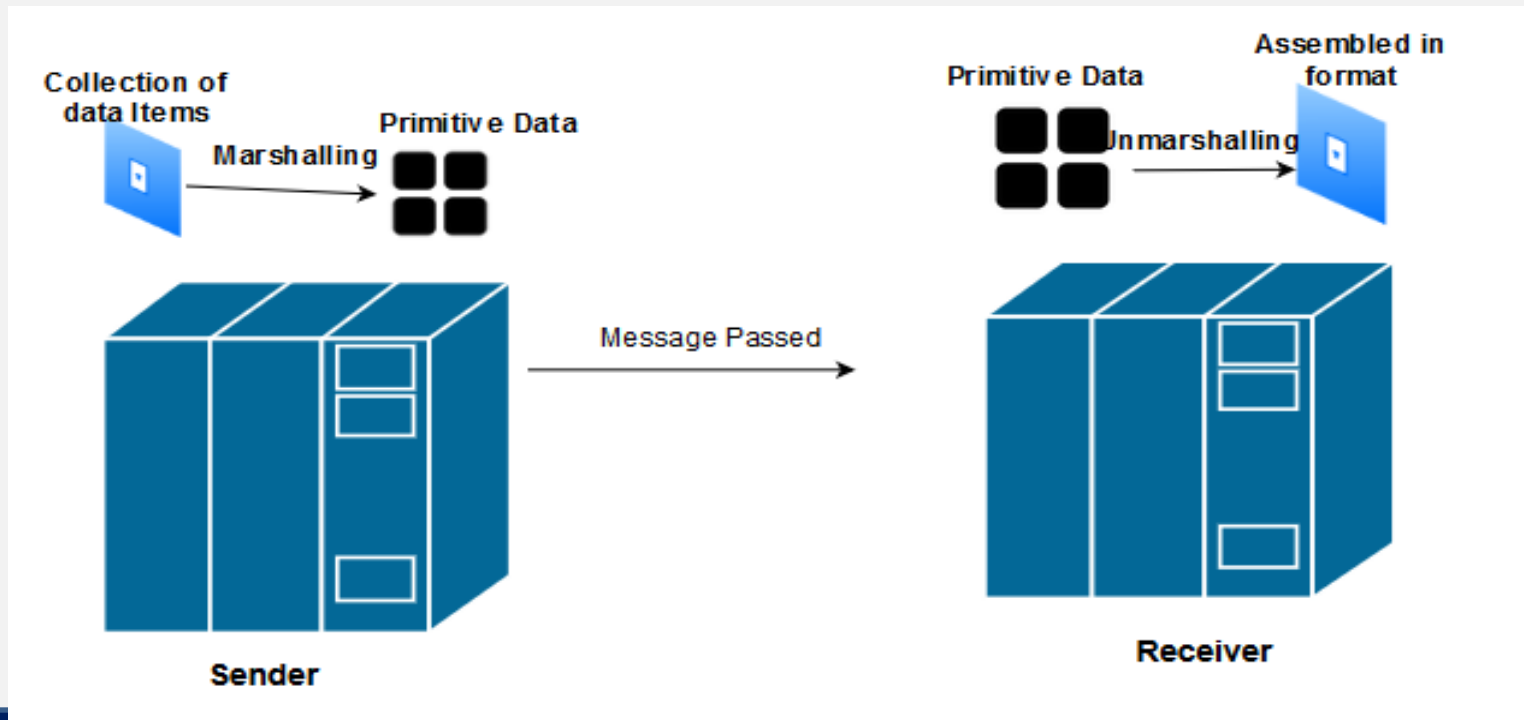 Collection of
data Items
Marshalling
Primitive Data
Primitive Data
Assembled in
format
Unmarshalling
Message Passed
Sender
Receiver